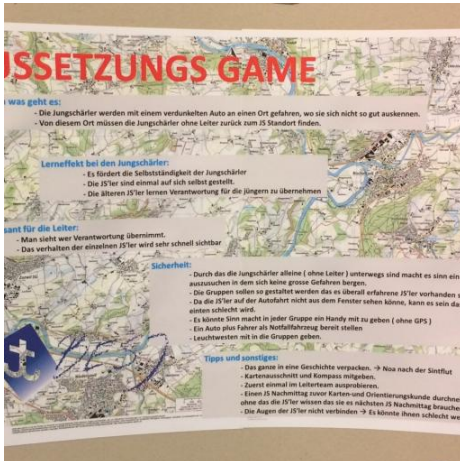 USSETZUNGS GAME
was geht es:
- Die Jungschärler werden mit einem verdunkelten Auto an einen Ort gefahren, wo sie sich nicht so gut auskennen.
- Von diesem Ort müssen die Jungschärler ohne Leiter zurück zum JS Standort finden.
Lerneffekt bei den Jungschärler:
- Es fördert die Selbstständigkeit der Jungschärler
- Die JS'ler sind einmal auf sich selbst gestellt.
- Die älteren JS'ler lernen Verantwortung für die jüngern zu übernehmen
sant für die Leiter:
- Man sieht wer Verantwortung übernimmt.
- Das verhalten der einzelnen JS'ler wird sehr schnell sichtbar
Sicherheit:
- Durch das die Jungschärler alleine ( ohne Leiter ) unterwegs sind macht es sinn ein
auszusuchen in dem sich keine grosse Gefahren bergen.
- Die Gruppen sollen so gestaltet werden das es überall erfahrene JS'ler vorhanden s
- Da die JS'ler auf der Autofahrt nicht aus dem Fenster sehen könne, kann es sein da
einten schlecht wird.
- Es könnte Sinn macht in jeder Gruppe ein Handy mit zu geben ( ohne GPS )
- Ein Auto plus Fahrer als Notfallfahrzeug bereit stellen
- Leuchtwesten mit in die Gruppen geben.
Tipps und sonstiges:
- Das ganze in eine Geschichte verpacken. → Noa nach der Sintflut
- Kartenausschnitt und Kompass mitgeben.
- Zuerst einmal im Leiterteam ausprobieren.
- Einen JS Nachmittag zuvor Karten-und Orientierungskunde durchne
ohne das die JS'ler wissen das sie es nächsten JS Nachmittag brauche
- Die Augen der JS'ler nicht verbinden → Es könnte ihnen schlecht we